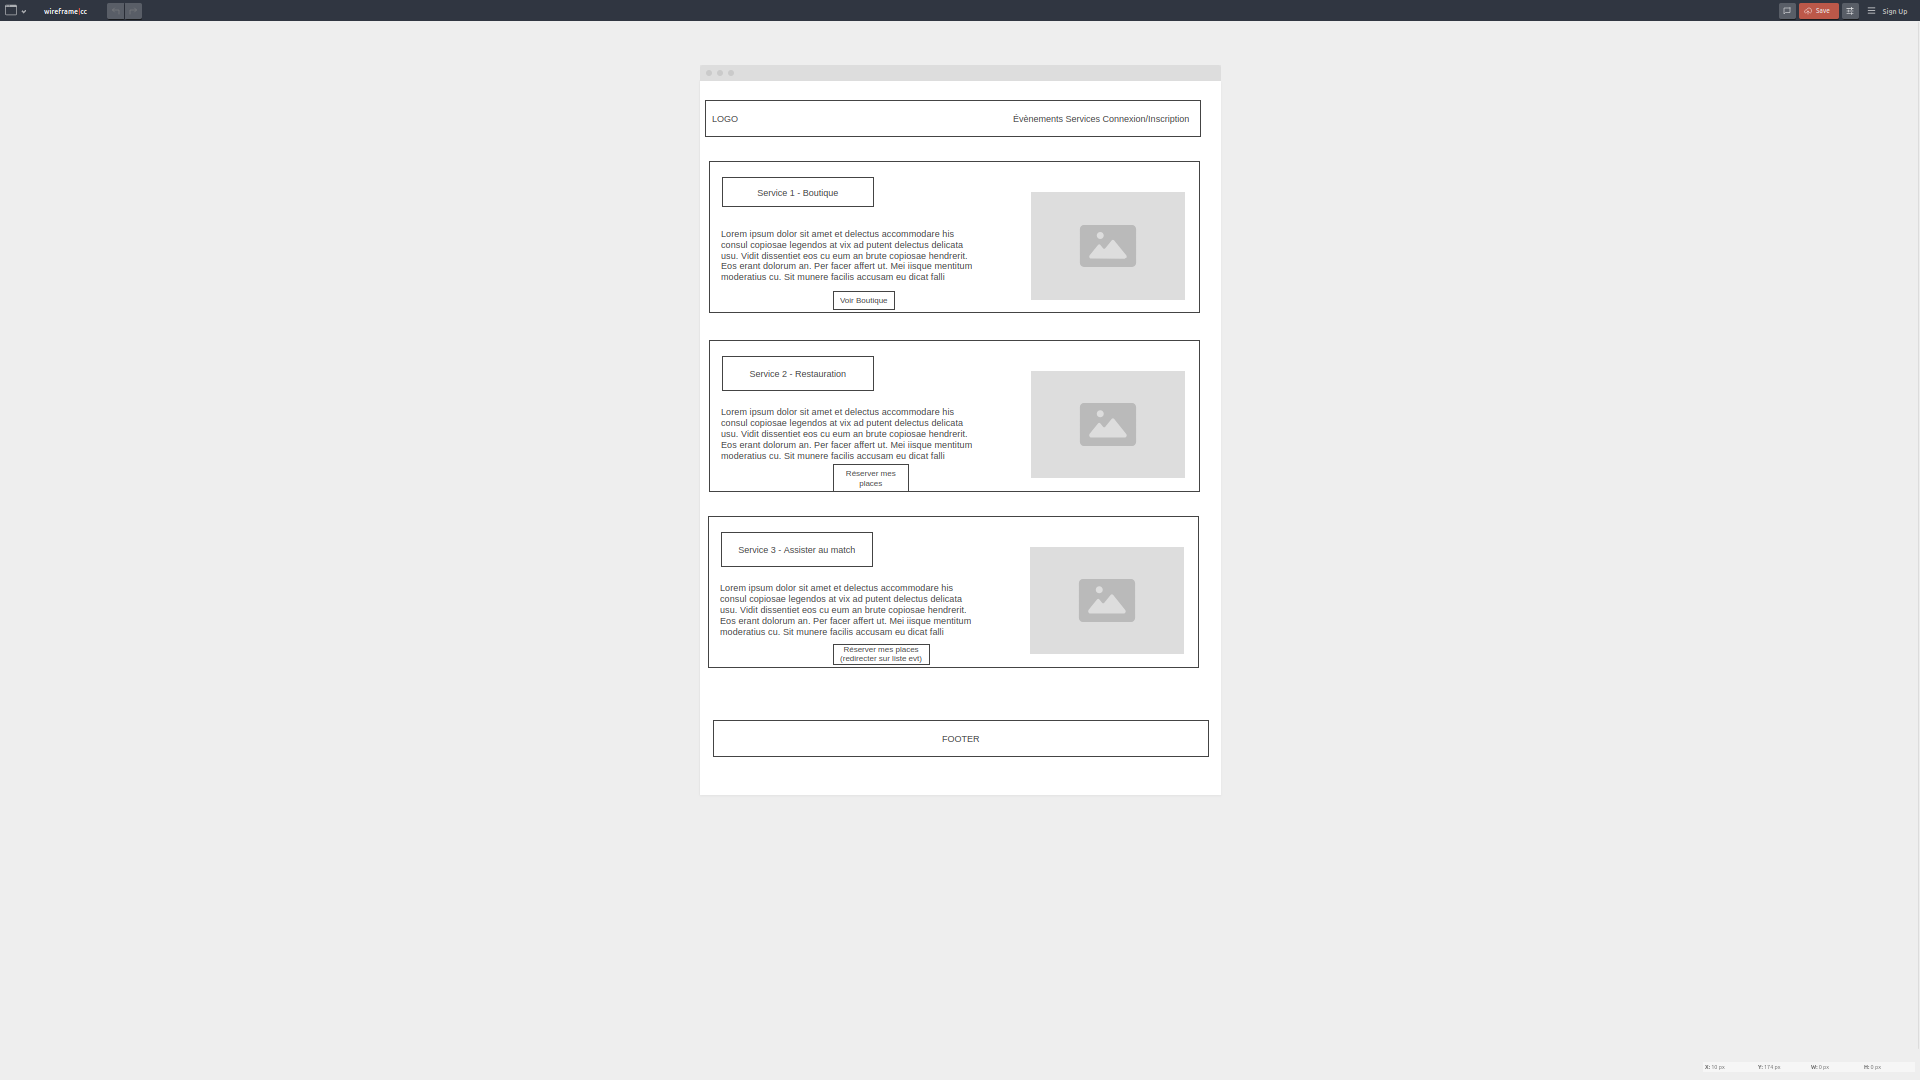 wireframe|cc
Save
Sign Up
LOGO
Évènements Services Connexion/Inscription
Service 1 - Boutique
Lorem ipsum dolor sit amet et delectus accommodare his
consul copiosae legendos at vix ad putent delectus delicata
usu. Vidit dissentiet eos cu eum an brute copiosae hendrerit.
Eos erant dolorum an. Per facer affert ut. Mei iisque mentitum
moderatius cu. Sit munere facilis accusam eu dicat falli
Voir Boutique
Service 2 - Restauration
Lorem ipsum dolor sit amet et delectus accommodare his
consul copiosae legendos at vix ad putent delectus delicata
usu. Vidit dissentiet eos cu eum an brute copiosae hendrerit.
Eos erant dolorum an. Per facer affert ut. Mei iisque mentitum
moderatius cu. Sit munere facilis accusam eu dicat falli
Réserver mes
places
Service 3 - Assister au match
Lorem ipsum dolor sit amet et delectus accommodare his
consul copiosae legendos at vix ad putent delectus delicata
usu. Vidit dissentiet eos cu eum an brute copiosae hendrerit.
Eos erant dolorum an. Per facer affert ut. Mei iisque mentitum
moderatius cu. Sit munere facilis accusam eu dicat falli
Réserver mes places
(redirecter sur liste evt)
FOOTER
X: 10 px Y: 174 px W: 0 px H: 0 px